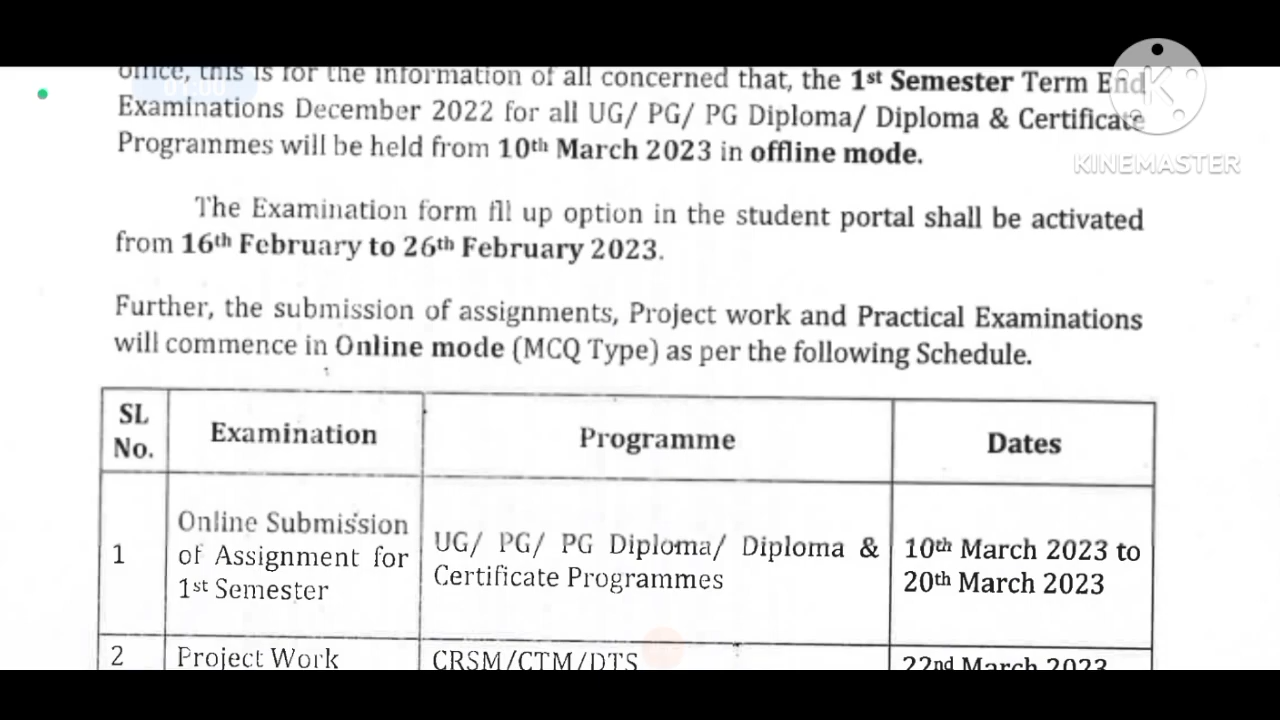 office, this is for the information of all concerned that, the 1st Semester Term End
Examinations December 2022 for all UG/ PG/ PG Diploma/ Diploma & Certificate
Programmes will be held from 10th March 2023 in offline mode.
KINEMASTER
The Examination form fll up option in the student portal shall be activated
from 16th February to 26th February 2023.
Further, the submission of assignments, Project work and Practical Examinations
will commence in Online mode (MCQ Type) as per the following Schedule.
SL No.
Examination
Programme
Dates
1
Online Submission
of Assignment for
1st Semester
UG/ PG/ PG Diploma/ Diploma &
Certificate Programmes
10th March 2023 to
20th March 2023
2
Project Work
CRSM/CTM/DTS
22nd March 2023